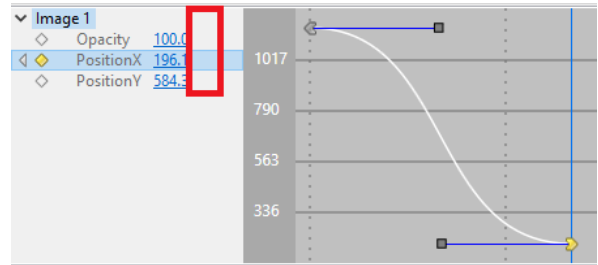 Image 1
Opacity 100.0
PositionX 196.1
PositionY 584.3
1017
790
563
336